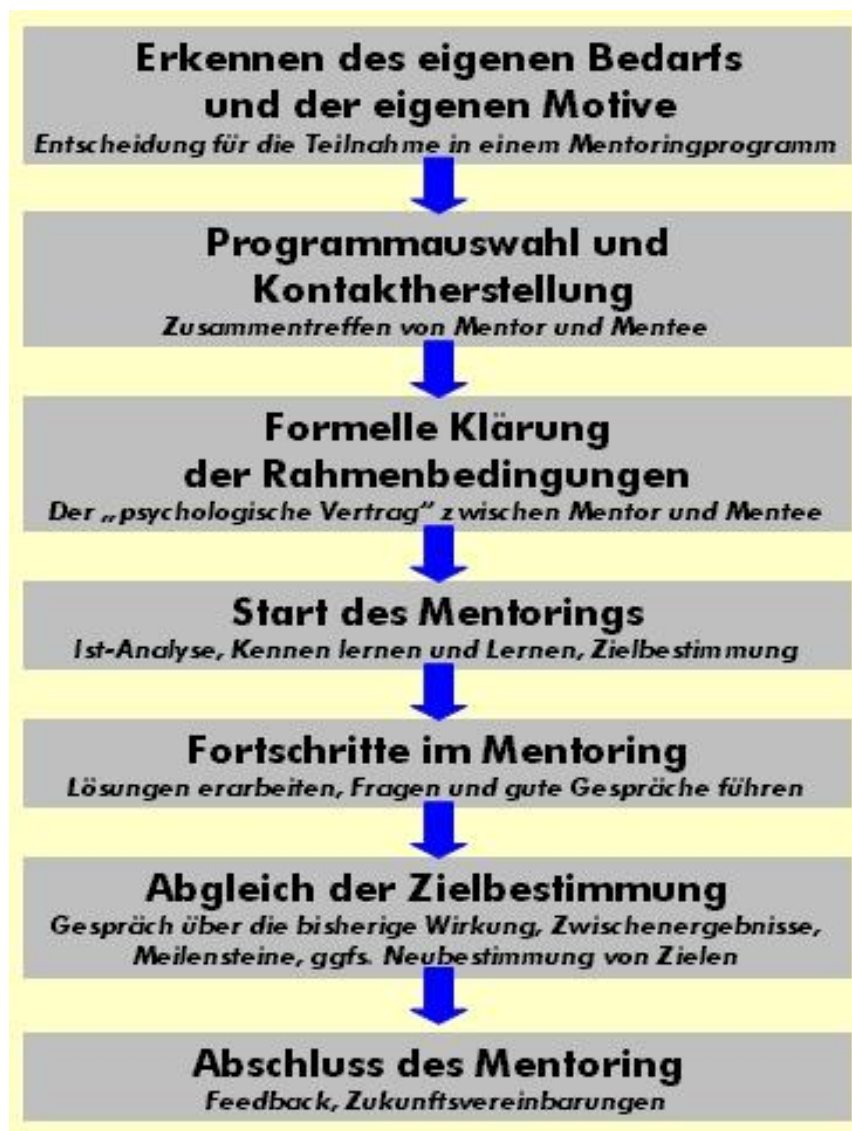 Erkennen des eigenen Bedarfs
und der eigenen Motive
Entscheidung für die Teilnahme in einem Mentoringprogramm
Programmauswahl und
Kontaktherstellung
Zusammentreffen von Mentor und Mentee
Formelle Klärung
der Rahmenbedingungen
Der „psychologische Vertrag“ zwischen Mentor und Mentee
Start des Mentorings
Ist-Analyse, Kennen lernen und Lernen, Zielbestimmung
Fortschritte im Mentoring
Lösungen erarbeiten, Fragen und gute Gespräche führen
Abgleich der Zielbestimmung
Gespräch über die bisherige Wirkung, Zwischenergebnisse,
Meilensteine, ggfs. Neubestimmung von Zielen
Abschluss des Mentoring
Feedback, Zukunftsvereinbarungen